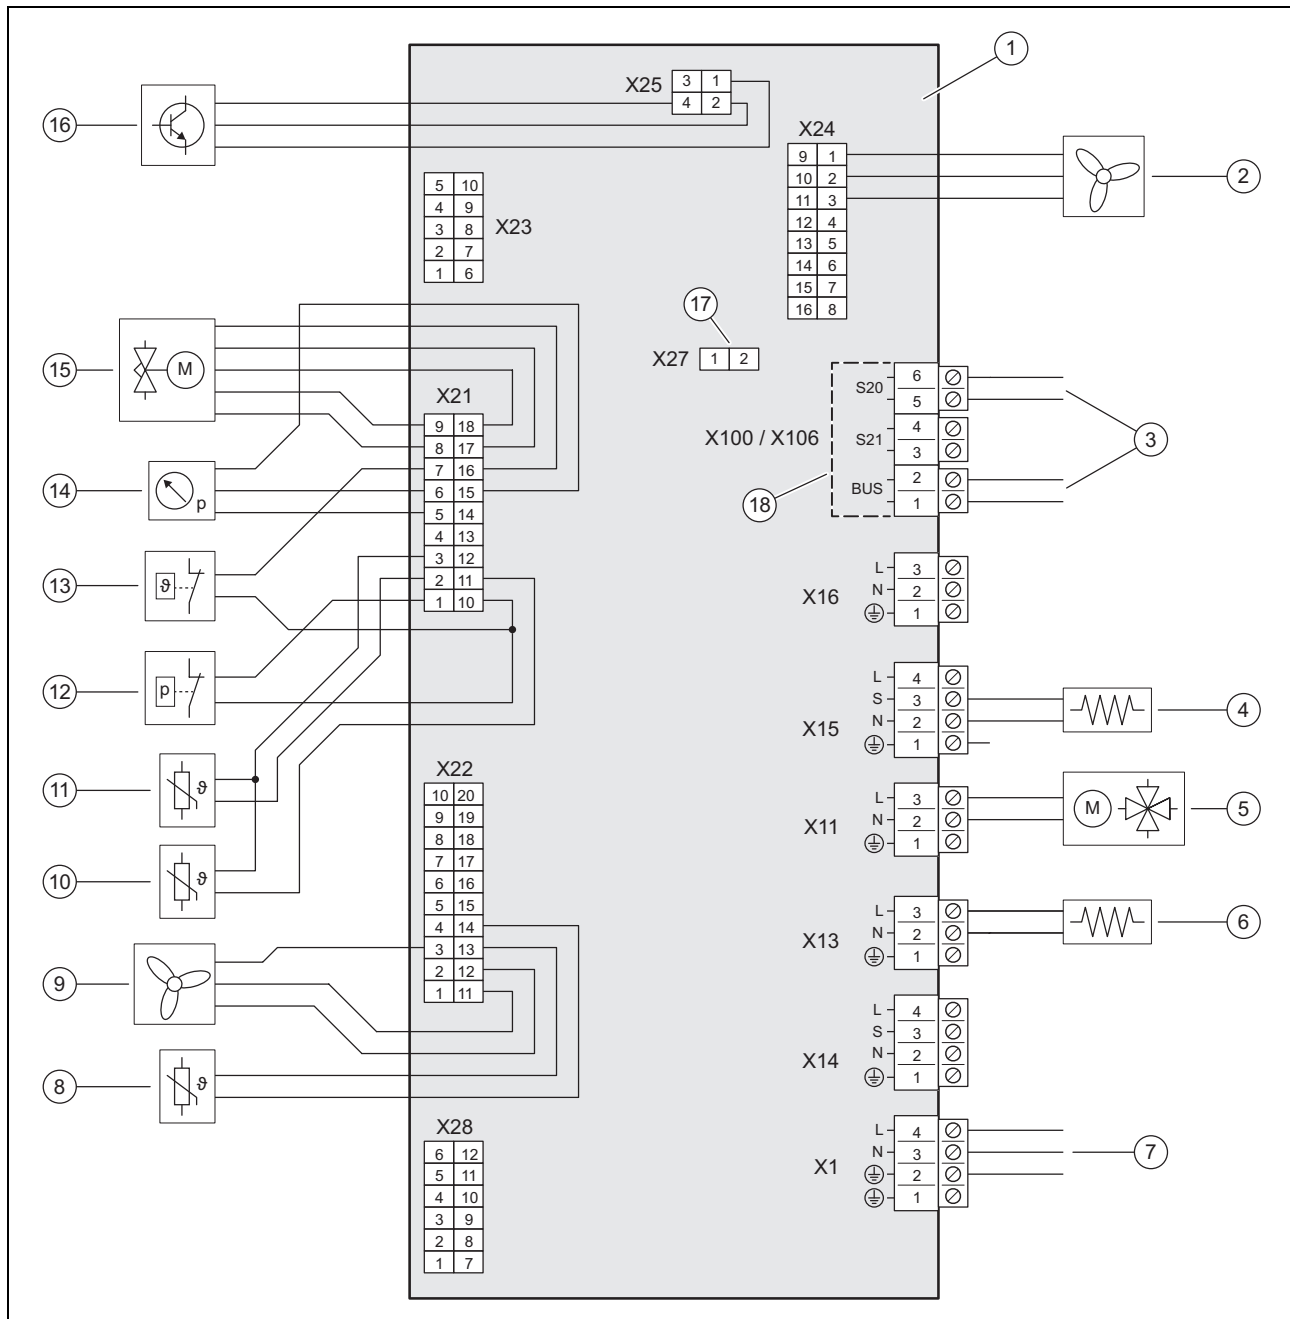 1
X25
3 1
4 2
16
X24
9 1
10 2
11 3
12 4
13 5
14 6
15 7
16 8
2
5 10
4 9
3 8
2 7
1 6
X23
17
X27 1 2
15
M
X21
9 18
8 17
7 16
6 15
5 14
4 13
3 12
2 11
1 10
X100 / X106
S20
S21
BUS
6
5
4
3
2
1
3
18
14
p
13
ϑ
X16
L 3
N 2
1
12
p
X15
L 4
S 3
N 2
1
4
11
ϑ
X22
10 20
9 19
8 18
7 17
6 16
5 15
4 14
3 13
2 12
1 11
X11
L 3
N 2
1
M
5
10
ϑ
X13
L 3
N 2
1
6
9
X14
L 4
S 3
N 2
1
8
ϑ
X28
6 12
5 11
4 10
3 9
2 8
1 7
X1
L 4
N 3
2
1
7